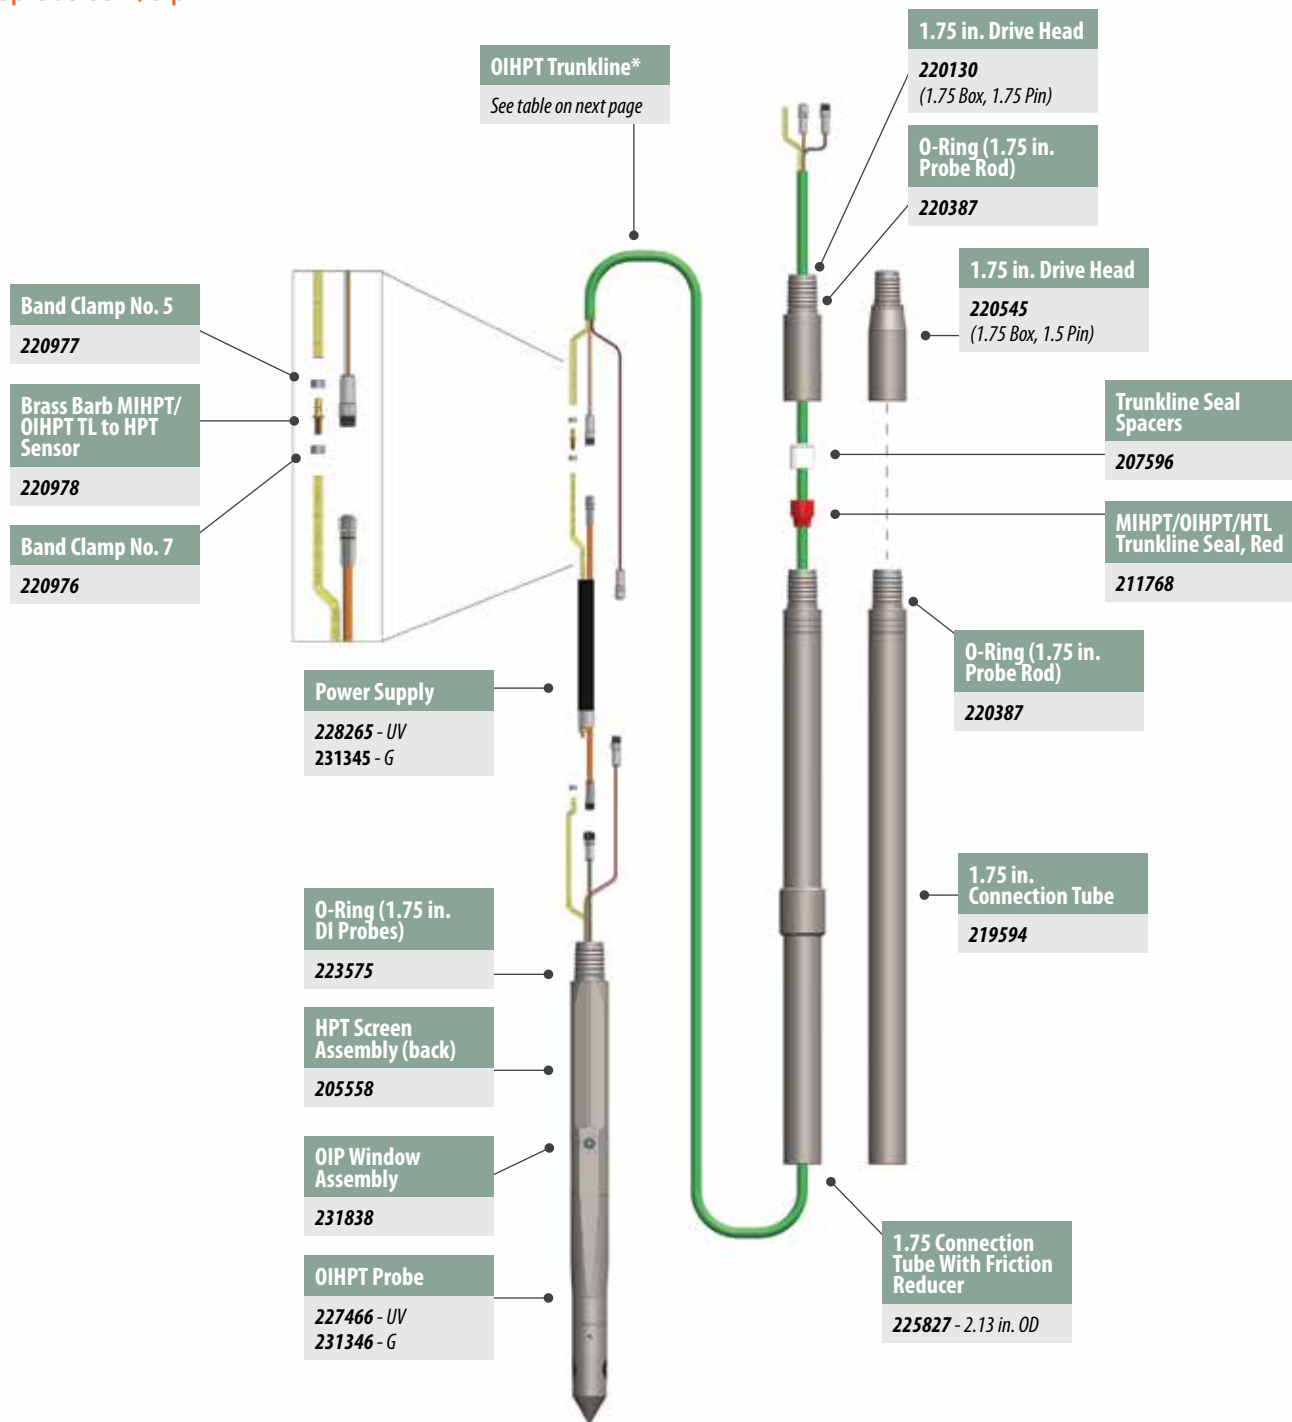 OIHPT Trunkline*
See table on next page
1.75 in. Drive Head
220130
(1.75 Box, 1.75 Pin)
O-Ring (1.75 in.
Probe Rod)
220387
1.75 in. Drive Head
220545
(1.75 Box, 1.5 Pin)
Band Clamp No. 5
220977
Brass Barb MIHPT/
OIHPT TL to HPT
Sensor
220978
Band Clamp No. 7
220976
Trunkline Seal
Spacers
207596
MIHPT/OIHPT/HTL
Trunkline Seal, Red
211768
O-Ring (1.75 in.
Probe Rod)
220387
Power Supply
228265 - UV
231345 - G
1.75 in.
Connection Tube
219594
O-Ring (1.75 in.
DI Probes)
223575
HPT Screen
Assembly (back)
205558
OIP Window
Assembly
231838
OIHPT Probe
227466 - UV
231346 - G
1.75 Connection
Tube With Friction
Reducer
225827 - 2.13 in. OD